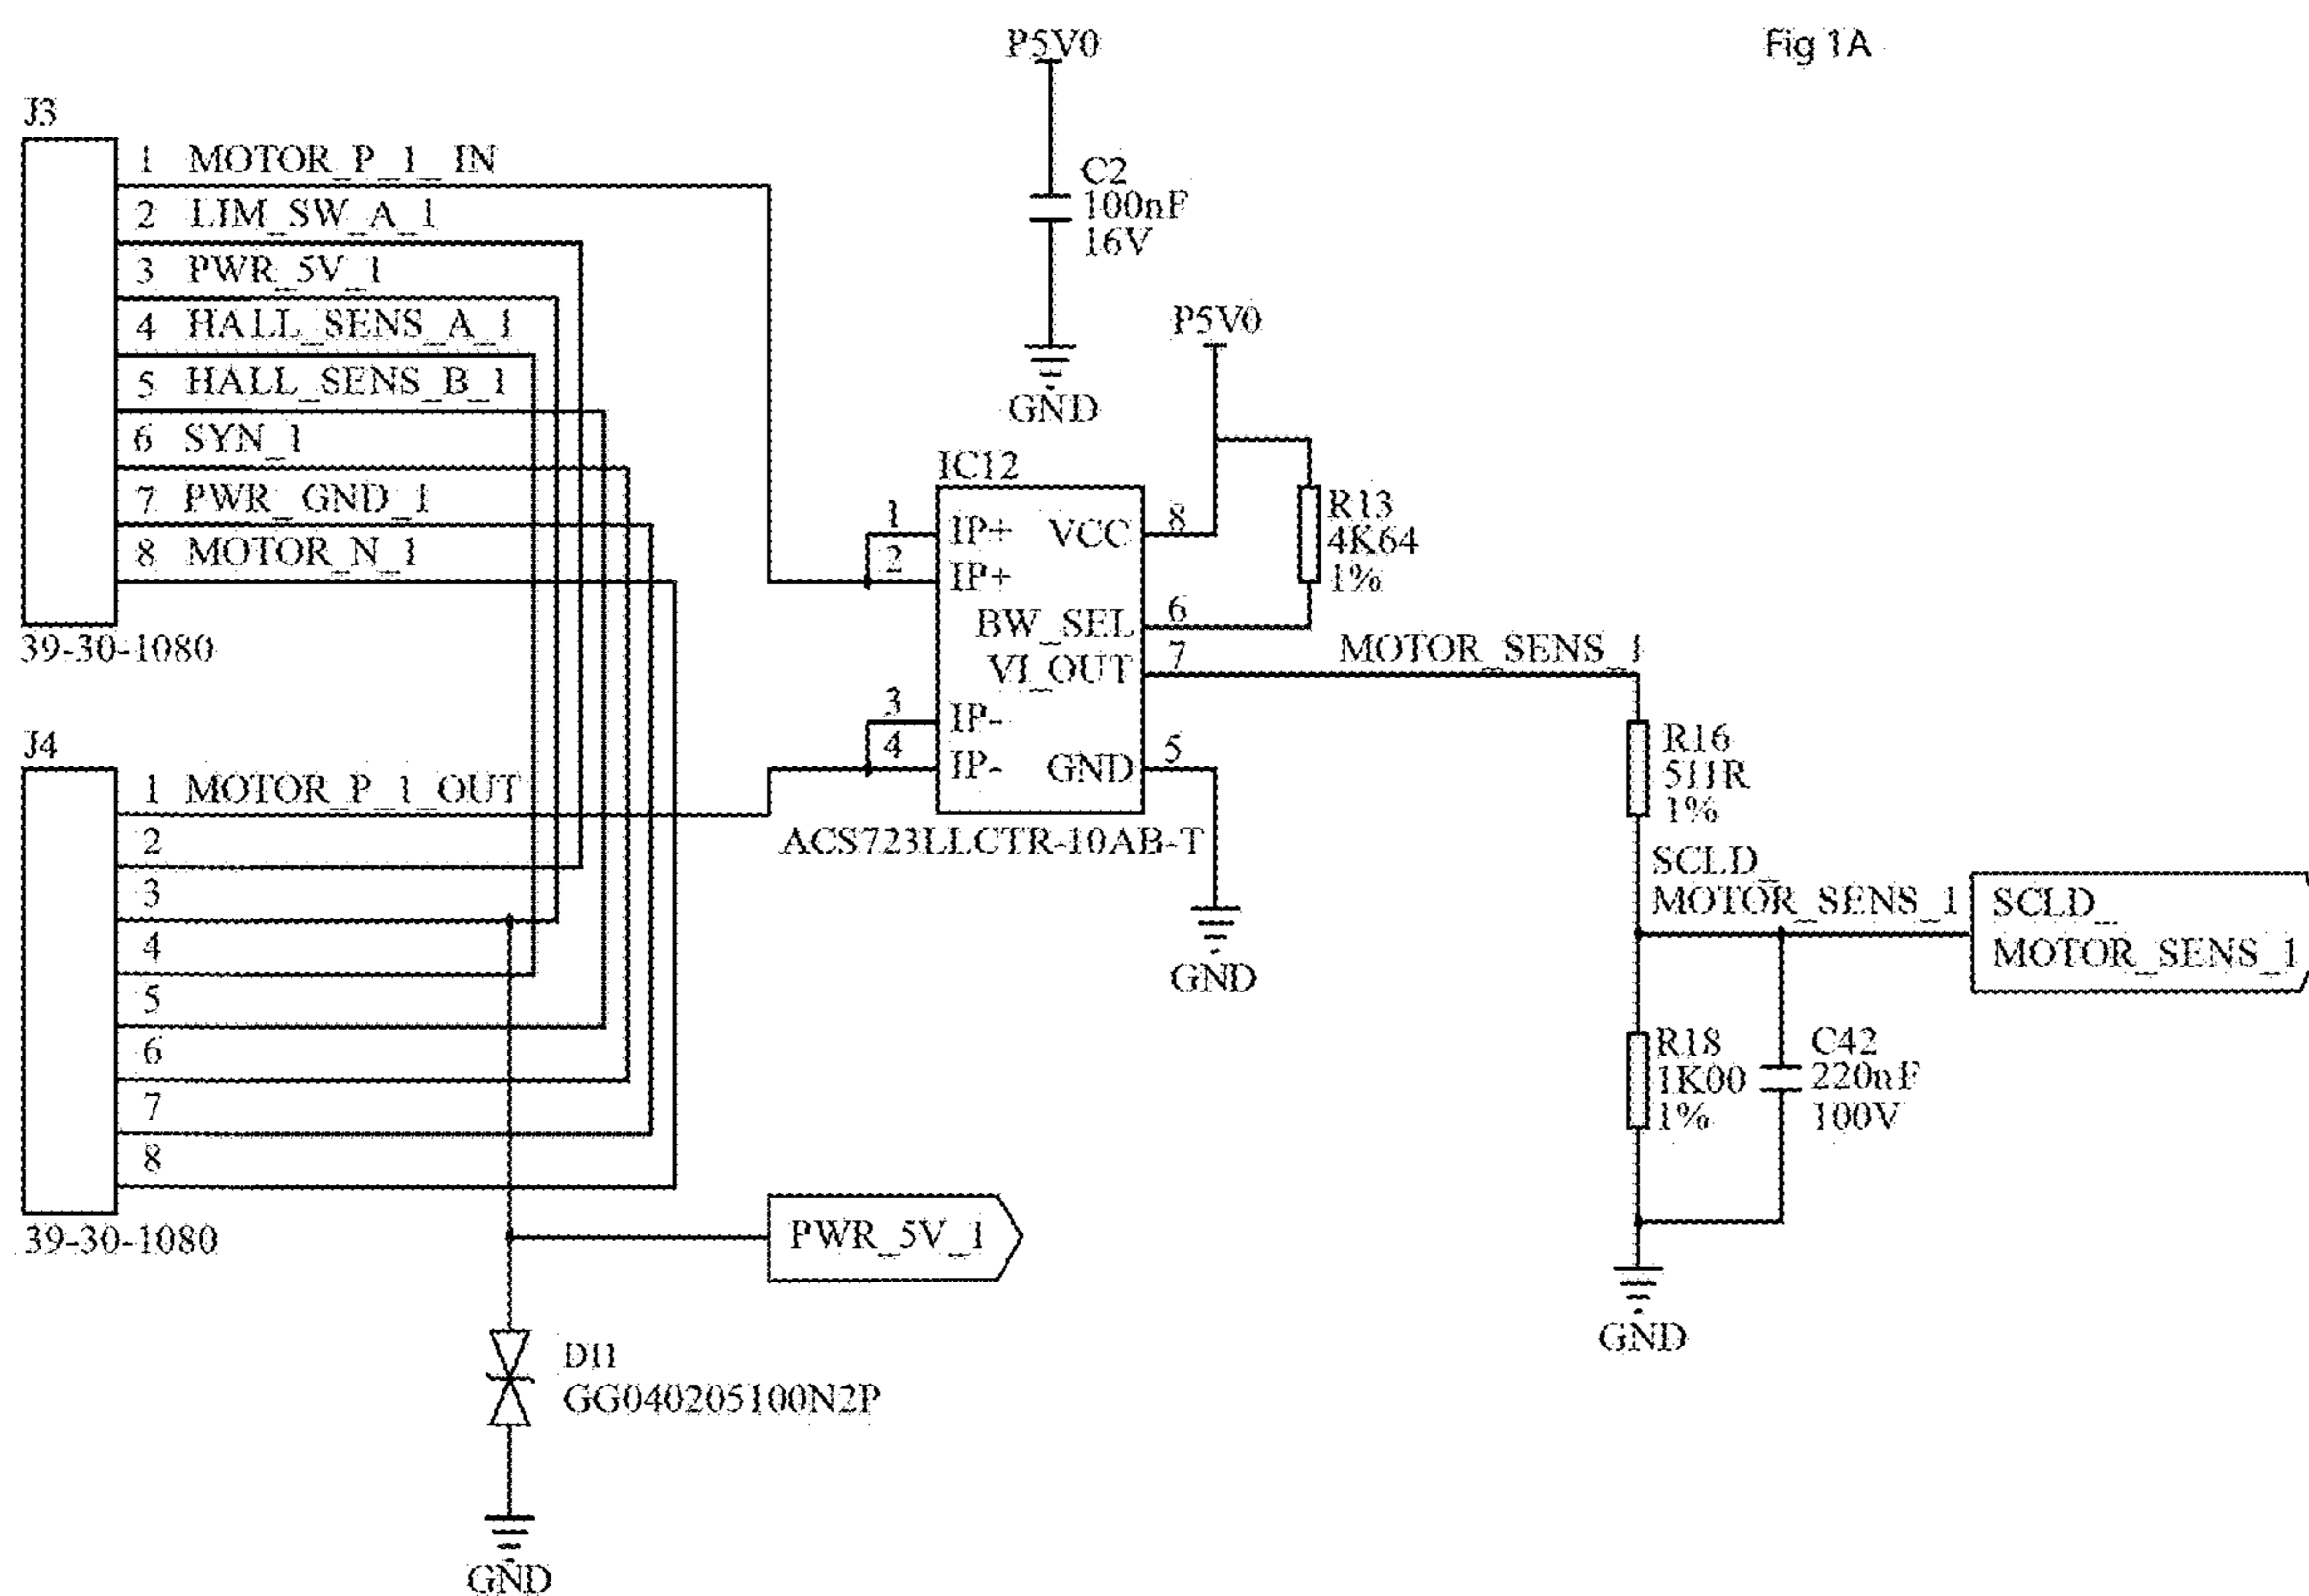 Fig 1A
P5V0
C2
100nF
16V
GND
J3
1 MOTOR_P_1_ IN
2 LIM_SW_A_1
3 PWR_5V_1
4 HALL_SENS_A_1
5 HALL_SENS_B_1
6 SYN_1
7 PWR_ GND_1
8 MOTOR_N_1
39-30-1080
P5V0
R13
4K64
1%
IC12
1 IP+ VCC 8
2 IP+
BW_SEL 6
VI_OUT 7
3 IP-
4 IP- GND 5
ACS723LLCTR-10AB-T
GND
MOTOR_SENS_1
R16
511R
1%
SCLD_
MOTOR_SENS_1
SCLD_
MOTOR_SENS_1
R18
1K00
1%
C42
220nF
100V
GND
J4
1 MOTOR_P_1_OUT
2
3
4
5
6
7
8
39-30-1080
PWR_5V_1
D11
GG040205100N2P
GND